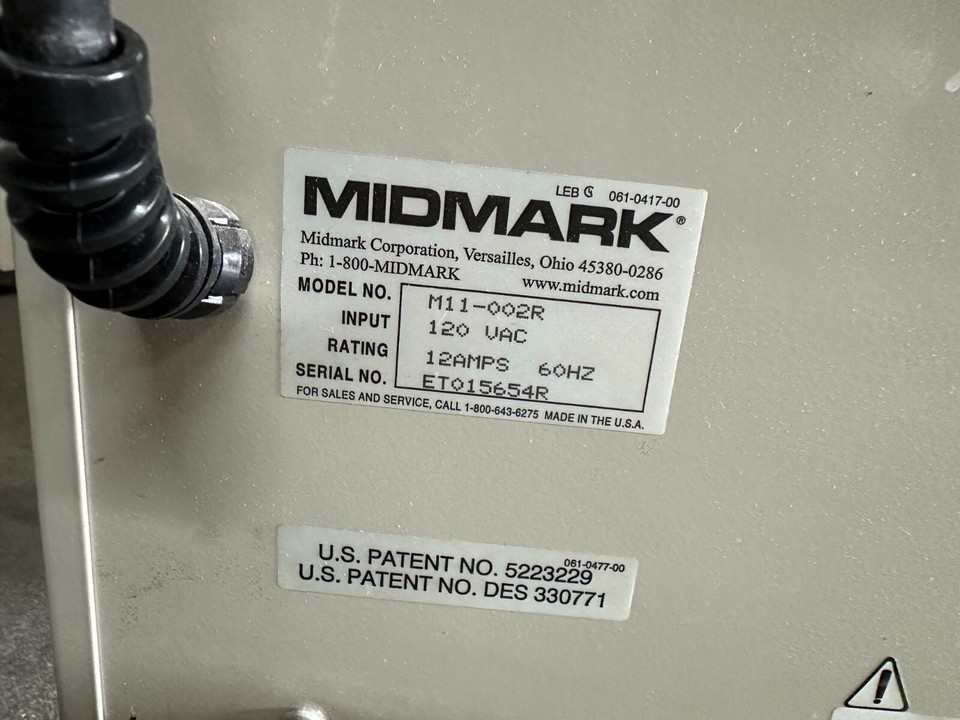 LEB G 061-0417-00
MIDMARK®
Midmark Corporation, Versailles, Ohio 45380-0286
Ph: 1-800-MIDMARK www.midmark.com
MODEL NO. M11-002R
INPUT 120 VAC
RATING 12AMPS 60HZ
SERIAL NO. ET015654R
FOR SALES AND SERVICE, CALL 1-800-643-6275 MADE IN THE U.S.A.
061-0477-00
U.S. PATENT NO. 5223229
U.S. PATENT NO. DES 330771